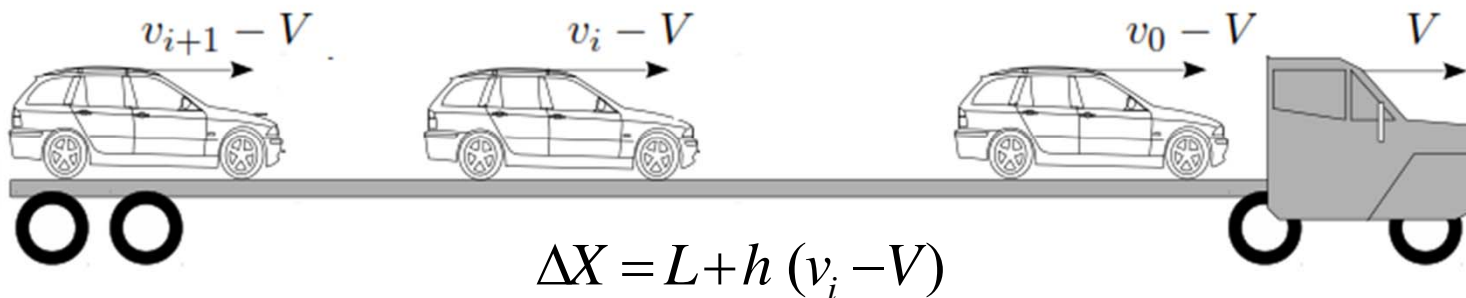 v_{i+1} − V v_i − V v_0 − V V
ΔX = L+h (v_i −V)